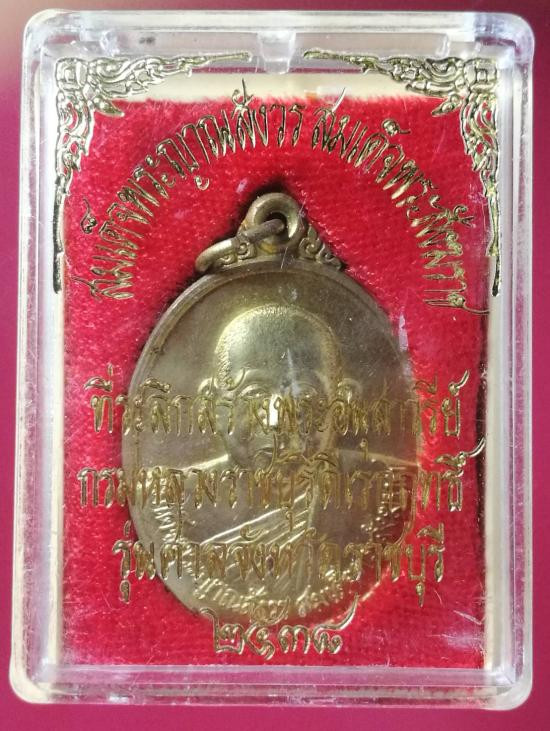 สมเด็จพระญาณสังวร สมเด็จพระสังฆราช
ที่ระลึกสร้างพระอนุสาวรีย์
กรมหลวงราชบุรีดิเรกฤทธิ์
รุ่นศาลจังหวัดราชบุรี
๒๕๓๘